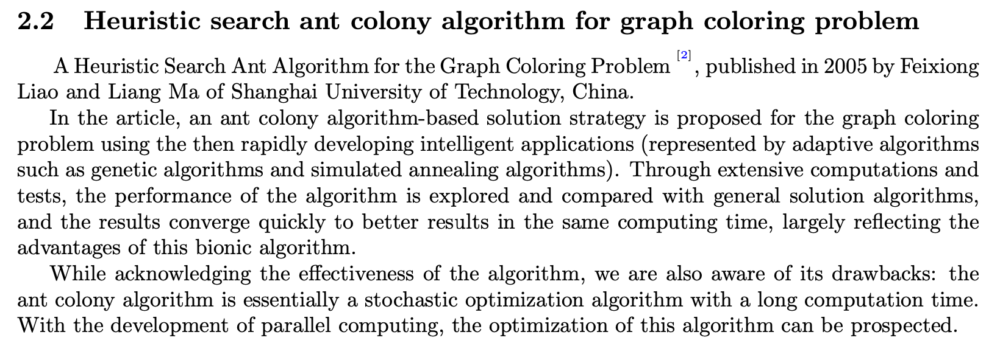 2.2 Heuristic search ant colony algorithm for graph coloring problem
A Heuristic Search Ant Algorithm for the Graph Coloring Problem [2], published in 2005 by Feixiong
Liao and Liang Ma of Shanghai University of Technology, China.
In the article, an ant colony algorithm-based solution strategy is proposed for the graph coloring
problem using the then rapidly developing intelligent applications (represented by adaptive algorithms
such as genetic algorithms and simulated annealing algorithms). Through extensive computations and
tests, the performance of the algorithm is explored and compared with general solution algorithms,
and the results converge quickly to better results in the same computing time, largely reflecting the
advantages of this bionic algorithm.
While acknowledging the effectiveness of the algorithm, we are also aware of its drawbacks: the
ant colony algorithm is essentially a stochastic optimization algorithm with a long computation time.
With the development of parallel computing, the optimization of this algorithm can be prospected.